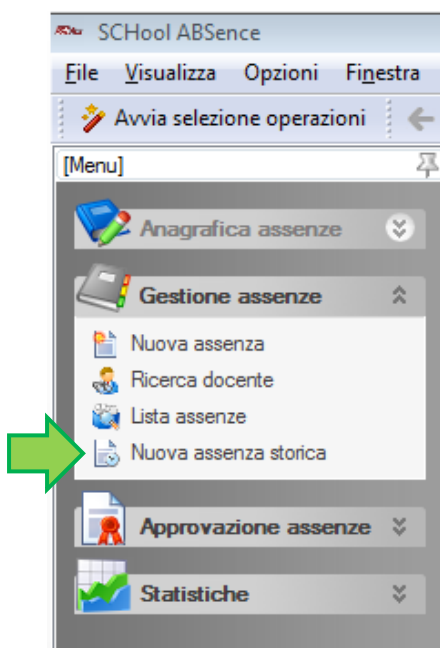 SCHool ABSence
File Visualizza Opzioni Finestra
Avvia selezione operazioni
[Menu]
Anagrafica assenze
Gestione assenze
Nuova assenza
Ricerca docente
Lista assenze
Nuova assenza storica
Approvazione assenze
Statistiche